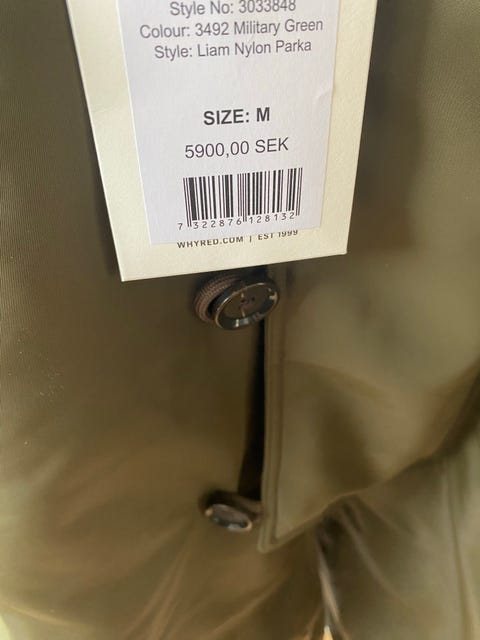 Style No: 3033848
Colour: 3492 Military Green
Style: Liam Nylon Parka
SIZE: M
5900,00 SEK
7 322876 128132
WHYRED.COM | EST 1999